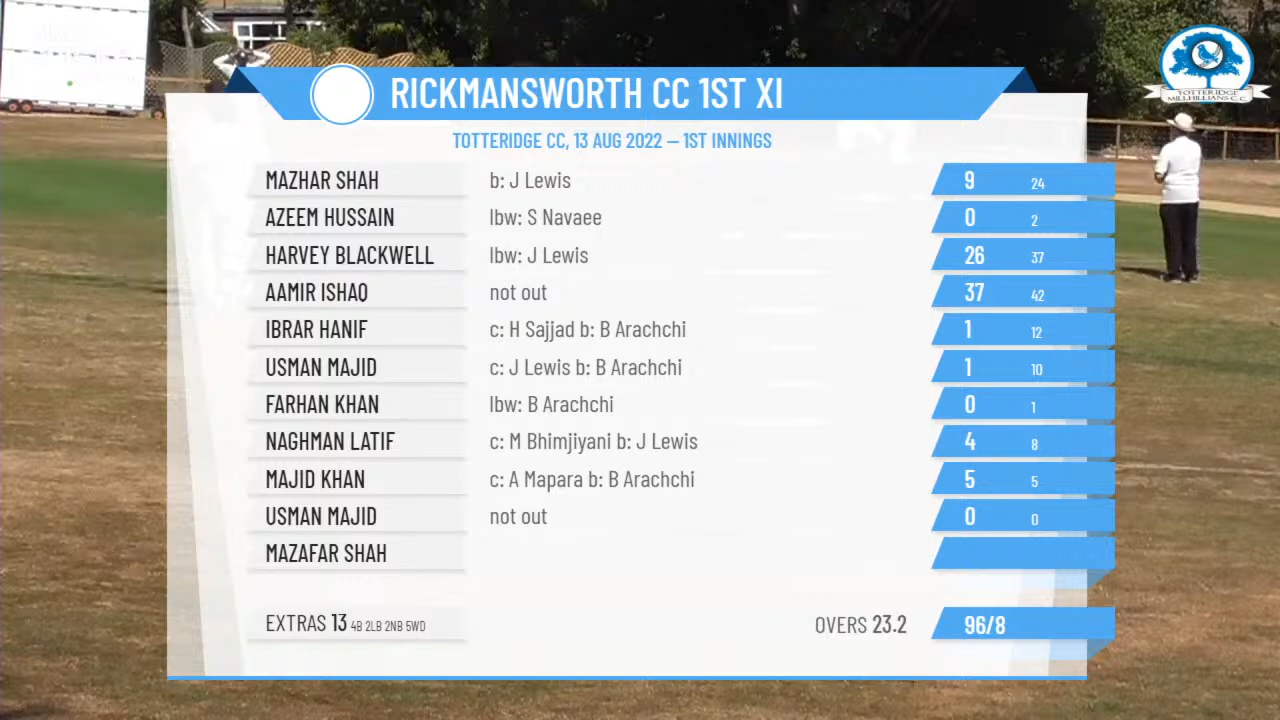 TOTTERIDGE
MILLHILLIANS C.C.
RICKMANSWORTH CC 1ST XI
TOTTERIDGE CC, 13 AUG 2022 – 1ST INNINGS
MAZHAR SHAH b: J Lewis 9 24
AZEEM HUSSAIN lbw: S Navaee 0 2
HARVEY BLACKWELL lbw: J Lewis 26 37
AAMIR ISHAQ not out 37 42
IBRAR HANIF c: H Sajjad b: B Arachchi 1 12
USMAN MAJID c: J Lewis b: B Arachchi 1 10
FARHAN KHAN lbw: B Arachchi 0 1
NAGHMAN LATIF c: M Bhimjiyani b: J Lewis 4 8
MAJID KHAN c: A Mapara b: B Arachchi 5 5
USMAN MAJID not out 0 0
MAZAFAR SHAH
EXTRAS 13 4B 2LB 2NB 5WD OVERS 23.2 96/8